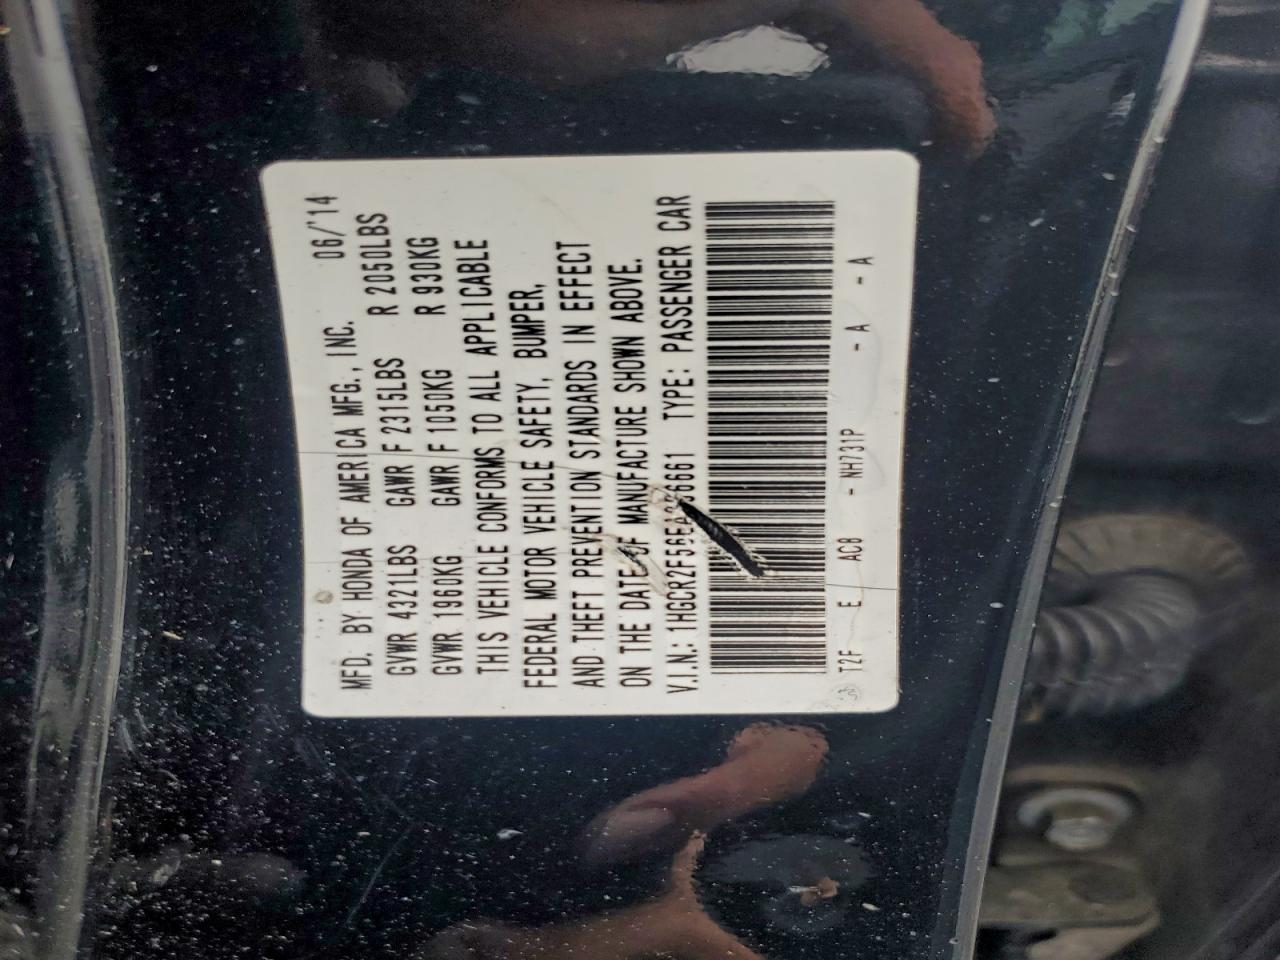 MFD. BY HONDA OF AMERICA MFG., INC. 06/'14
GVWR 4321LBS GAWR F 2315LBS R 2050LBS
GVWR 1960KG GAWR F 1050KG R 930KG
THIS VEHICLE CONFORMS TO ALL APPLICABLE
FEDERAL MOTOR VEHICLE SAFETY, BUMPER,
AND THEFT PREVENTION STANDARDS IN EFFECT
ON THE DATE OF MANUFACTURE SHOWN ABOVE.
V.I.N.: TYPE: PASSENGER CAR
T2F E AC8 - NH731P - A - A